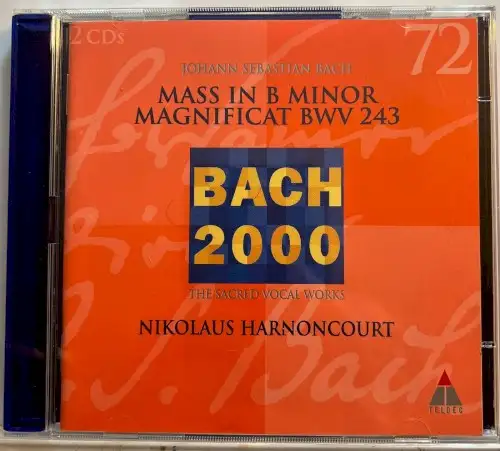 2 CDs
72
JOHANN SEBASTIAN BACH
MASS IN B MINOR
MAGNIFICAT BWV 243
BACH
2000
THE SACRED VOCAL WORKS
NIKOLAUS HARNONCOURT
J. S. Bach
TELDEC